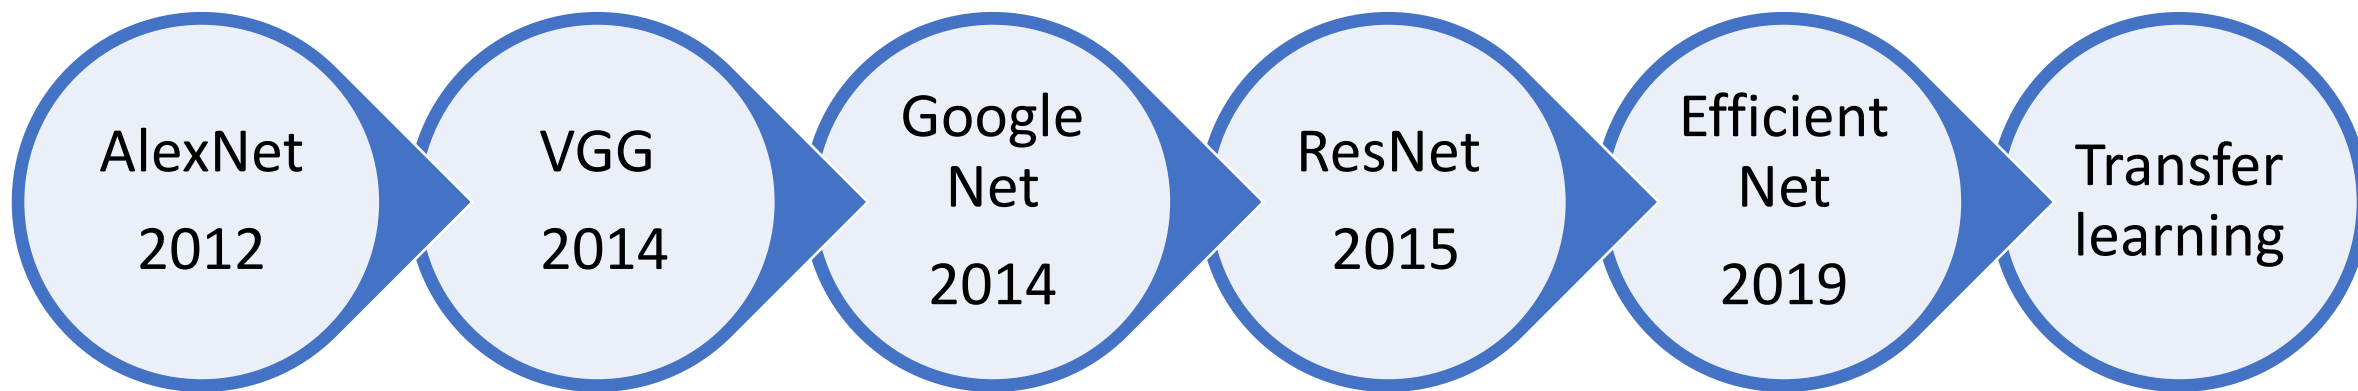 AlexNet
2012
VGG
2014
Google
Net
2014
ResNet
2015
Efficient
Net
2019
Transfer
learning